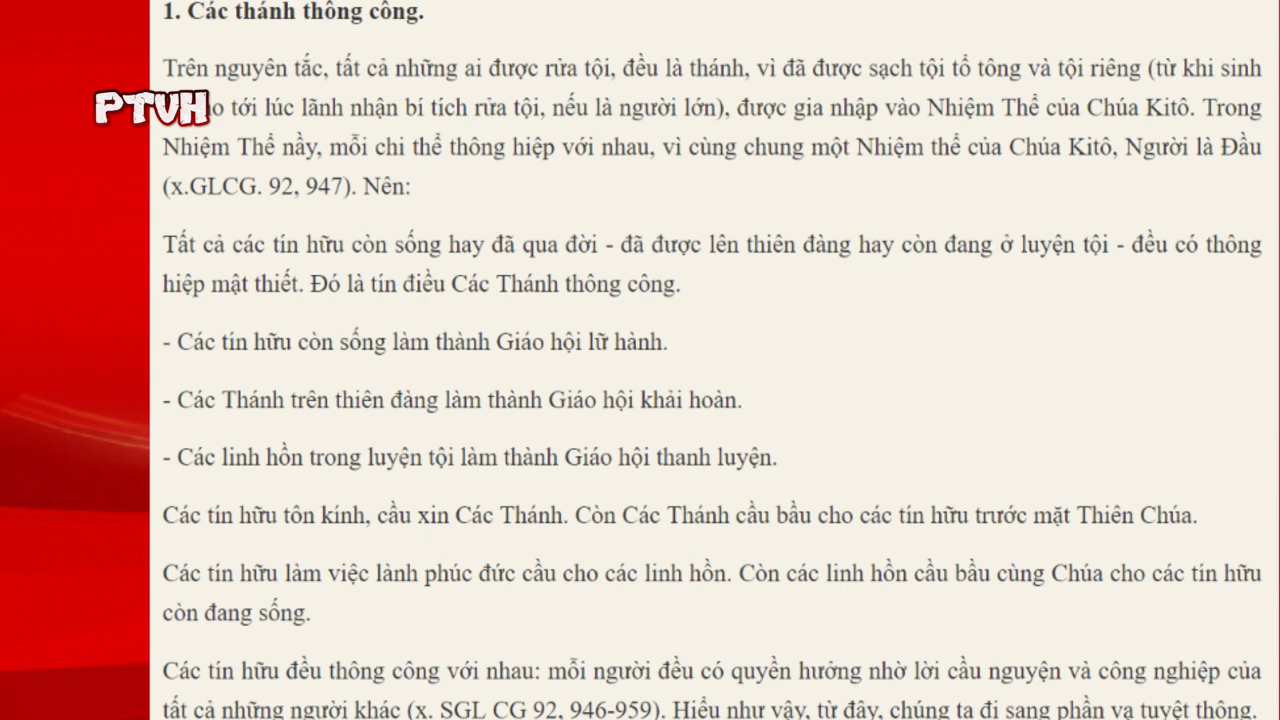 1. Các thánh thông công.
Trên nguyên tắc, tất cả những ai được rửa tội, đều là thánh, vì đã được sạch tội tổ tông và tội riêng (từ khi sinh
PTVH
tới lúc lãnh nhận bí tích rửa tội, nếu là người lớn), được gia nhập vào Nhiệm Thể của Chúa Kitô. Trong
Nhiệm Thể nầy, mỗi chi thể thông hiệp với nhau, vì cùng chung một Nhiệm thể của Chúa Kitô, Người là Đầu
(x.GLCG. 92, 947). Nên:
Tất cả các tín hữu còn sống hay đã qua đời - đã được lên thiên đàng hay còn đang ở luyện tội - đều có thông
hiệp mật thiết. Đó là tín điều Các Thánh thông công.
- Các tín hữu còn sống làm thành Giáo hội lữ hành.
- Các Thánh trên thiên đàng làm thành Giáo hội khải hoàn.
- Các linh hồn trong luyện tội làm thành Giáo hội thanh luyện.
Các tín hữu tôn kính, cầu xin Các Thánh. Còn Các Thánh cầu bầu cho các tín hữu trước mặt Thiên Chúa.
Các tín hữu làm việc lành phúc đức cầu cho các linh hồn. Còn các linh hồn cầu bầu cùng Chúa cho các tín hữu
còn đang sống.
Các tín hữu đều thông công với nhau: mỗi người đều có quyền hưởng nhờ lời cầu nguyện và công nghiệp của
tất cả những người khác (x. SGL CG 92, 946-959). Hiểu như vậy, từ đây, chúng ta đi sang phần vạ tuyệt thông.